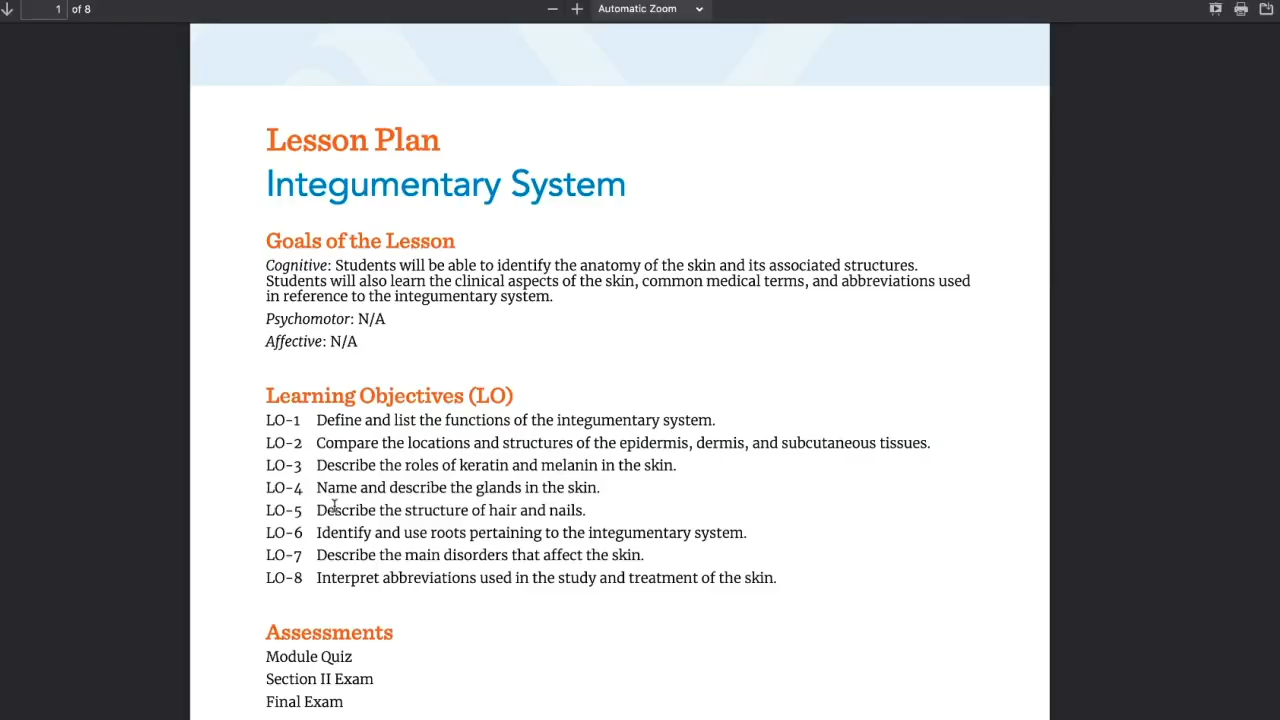 1 of 8
Automatic Zoom
Lesson Plan
Integumentary System
Goals of the Lesson
Cognitive: Students will be able to identify the anatomy of the skin and its associated structures.
Students will also learn the clinical aspects of the skin, common medical terms, and abbreviations used
in reference to the integumentary system.
Psychomotor: N/A
Affective: N/A
Learning Objectives (LO)
LO-1 Define and list the functions of the integumentary system.
LO-2 Compare the locations and structures of the epidermis, dermis, and subcutaneous tissues.
LO-3 Describe the roles of keratin and melanin in the skin.
LO-4 Name and describe the glands in the skin.
LO-5 Describe the structure of hair and nails.
LO-6 Identify and use roots pertaining to the integumentary system.
LO-7 Describe the main disorders that affect the skin.
LO-8 Interpret abbreviations used in the study and treatment of the skin.
Assessments
Module Quiz
Section II Exam
Final Exam